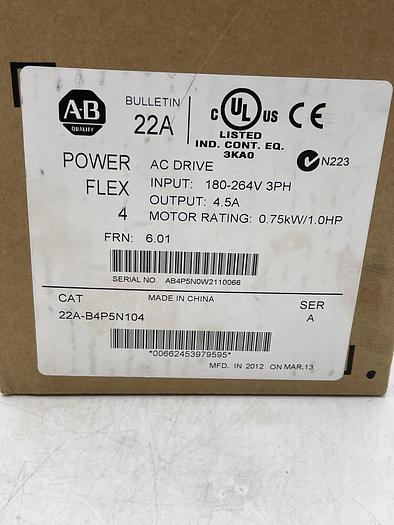 A-B
QUALITY
BULLETIN
22A
C UL US CE
LISTED
IND. CONT. EQ.
3KA0
N223
POWER
FLEX
4
AC DRIVE
INPUT: 180-264V 3PH
OUTPUT: 4.5A
MOTOR RATING: 0.75kW/1.0HP
FRN: 6.01
SERIAL NO. AB4P5N0W2110066
CAT
MADE IN CHINA
SER
22A-B4P5N104
A
*00662453979595*
MFD. IN 2012 ON MAR.13